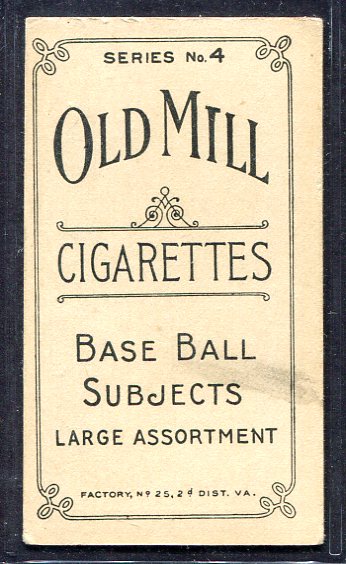 SERIES No. 4
OLD MILL
CIGARETTES
BASE BALL
SUBJECTS
LARGE ASSORTMENT
FACTORY, Nº 25, 2d DIST. VA.